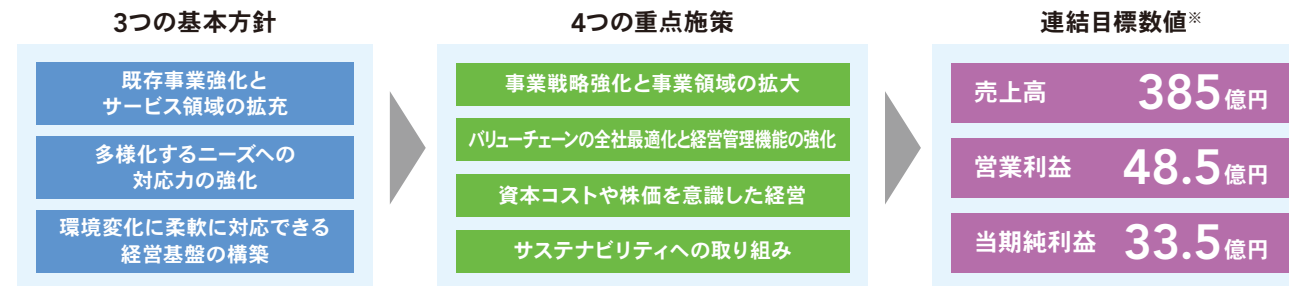 3つの基本方針
既存事業強化と
サービス領域の拡充
多様化するニーズへの
対応力の強化
環境変化に柔軟に対応できる
経営基盤の構築
4つの重点施策
事業戦略強化と事業領域の拡大
バリューチェーンの全社最適化と経営管理機能の強化
資本コストや株価を意識した経営
サステナビリティへの取り組み
連結目標数値※
売上高 385億円
営業利益 48.5億円
当期純利益 33.5億円